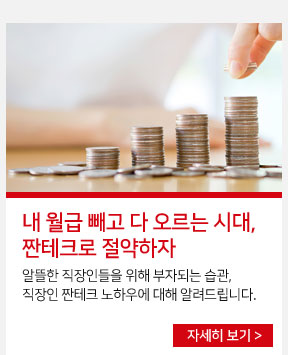 내 월급 빼고 다 오르는 시대,
짠테크로 절약하자
알뜰한 직장인들을 위해 부자되는 습관,
직장인 짠테크 노하우에 대해 알려드립니다.
자세히 보기 >